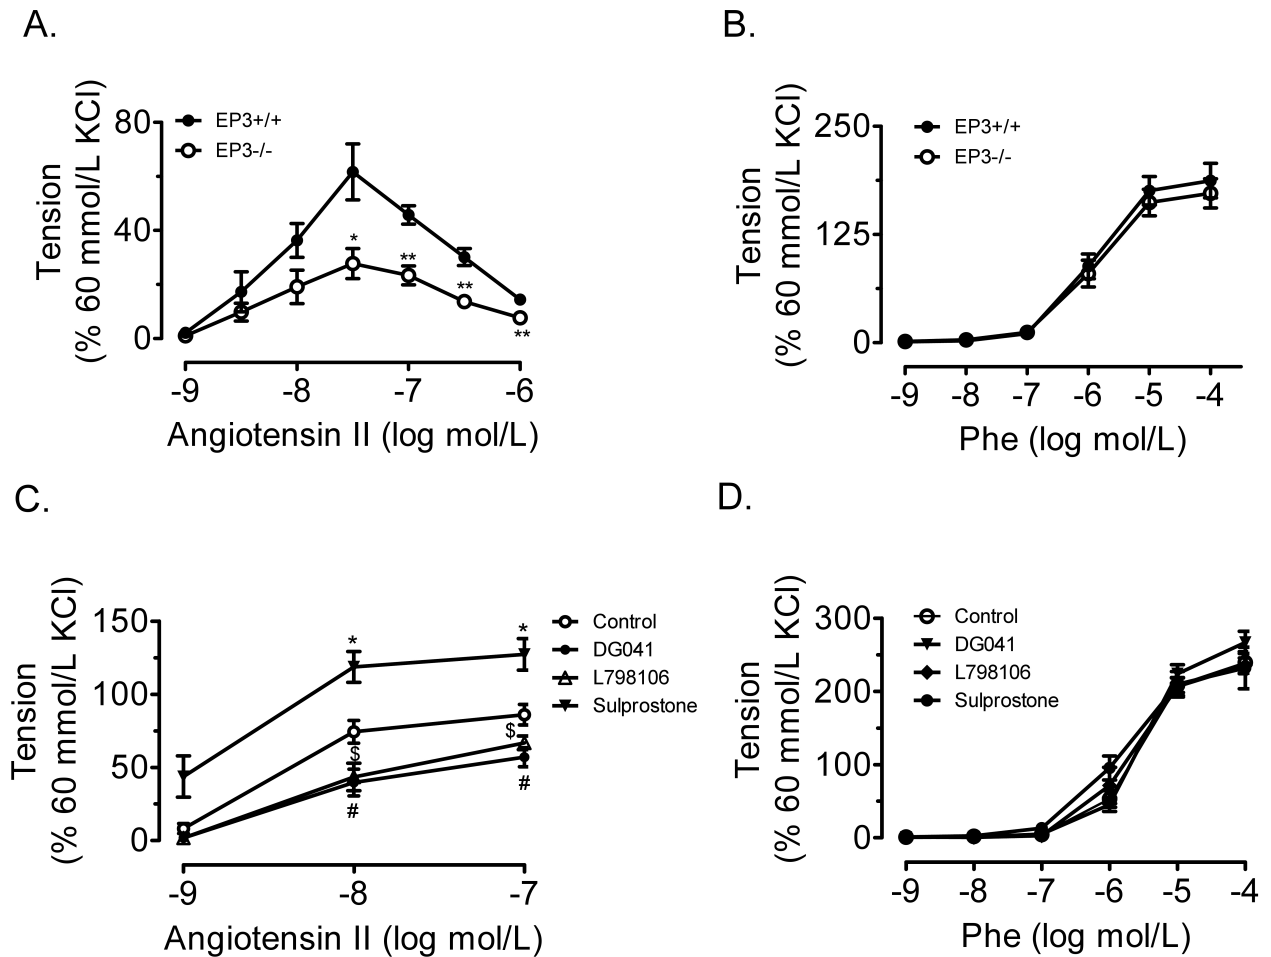 A.
Tension
(% 60 mmol/L KCl)
80
40
0
EP3+/+
EP3-/-
*
**
**
**
-9
-8
-7
-6
Angiotensin II (log mol/L)
B.
Tension
(% 60 mmol/L KCl)
250
125
0
EP3+/+
EP3-/-
-9
-8
-7
-6
-5
-4
Phe (log mol/L)
C.
Tension
(% 60 mmol/L KCl)
150
100
50
0
*
*
$
$
#
#
Control
DG041
L798106
Sulprostone
-9
-8
-7
Angiotensin II (log mol/L)
D.
Tension
(% 60 mmol/L KCl)
300
200
100
0
Control
DG041
L798106
Sulprostone
-9
-8
-7
-6
-5
-4
Phe (log mol/L)